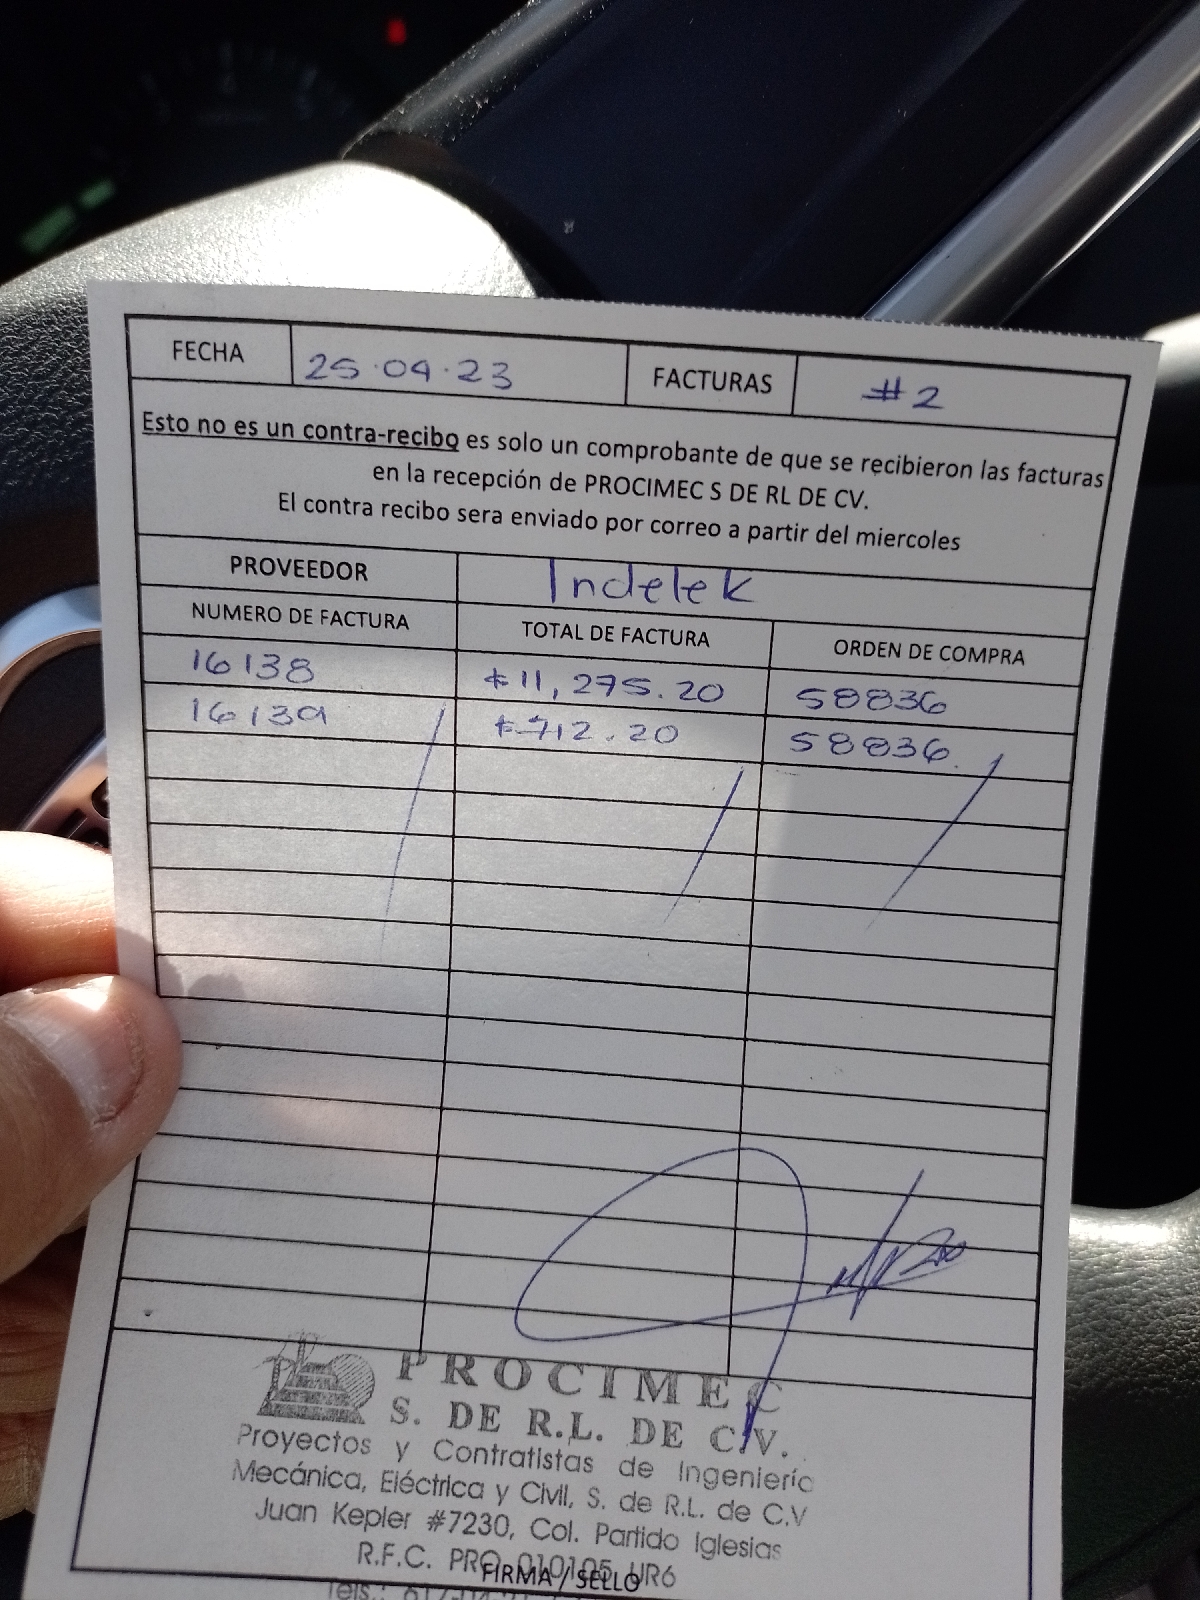 FECHA 25·04·23 FACTURAS #2
Esto no es un contra-recibo es solo un comprobante de que se recibieron las facturas
en la recepción de PROCIMEC S DE RL DE CV.
El contra recibo sera enviado por correo a partir del miercoles
PROVEEDOR Indelek
NUMERO DE FACTURA TOTAL DE FACTURA ORDEN DE COMPRA
16138 $11,275.20 58836
16139 $712.20 58836.
PROCIMEC
S. DE R.L. DE C.V.
Proyectos y Contratistas de Ingeniería
Mecánica, Eléctrica y Civil, S. de R.L. de C.V
Juan Kepler #7230, Col. Partido Iglesias
R.F.C. PRO 010105 UR6
FIRMA / SELLO
Tels.: